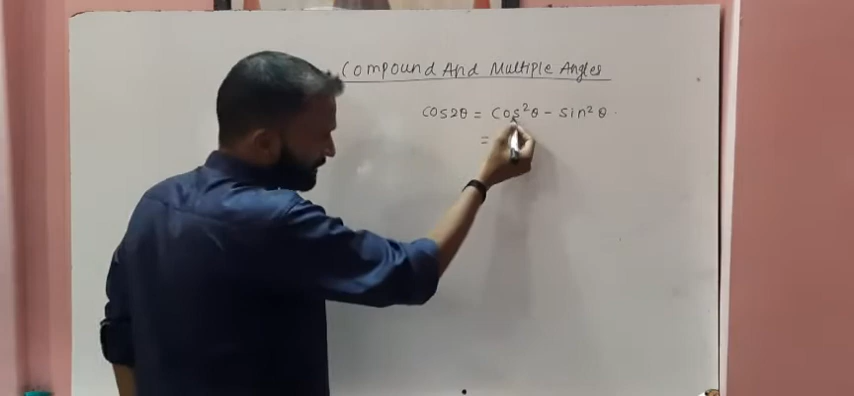 Compound And Multiple Angles
cos2θ = cos²θ - sin²θ.
=